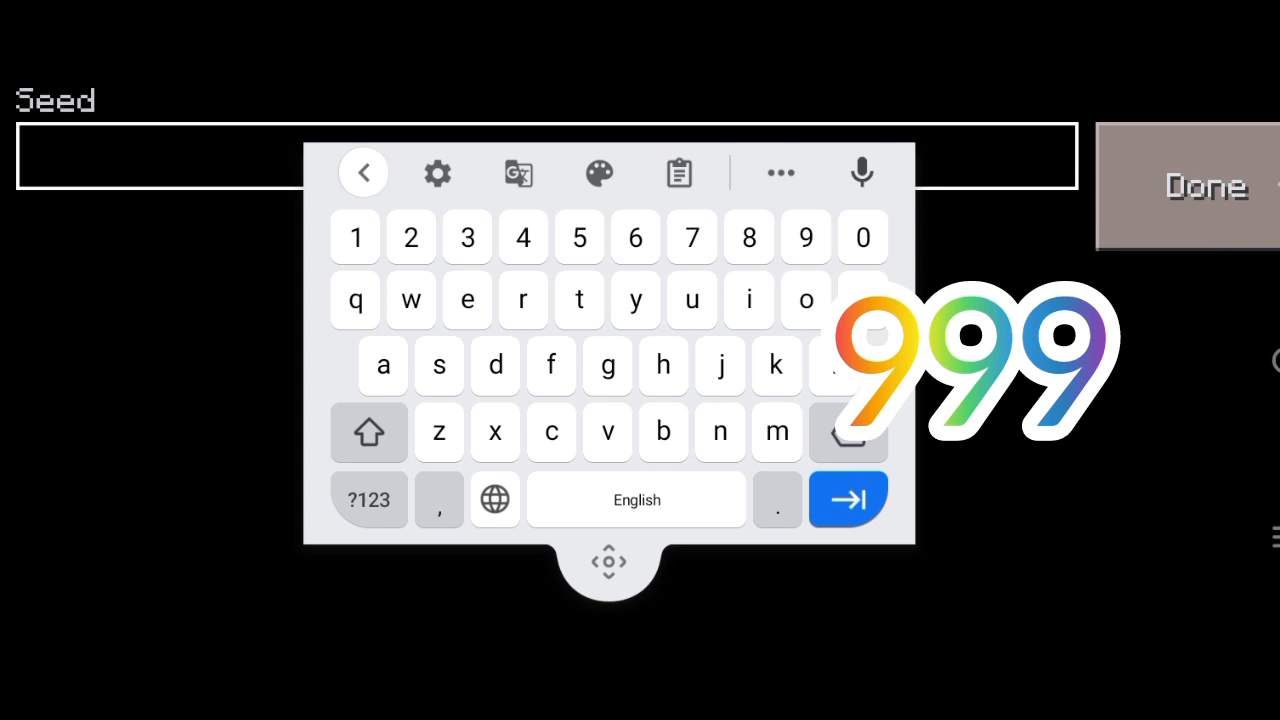 Seed
Done
1 2 3 4 5 6 7 8 9 0
q w e r t y u i o
999
a s d f g h j k
z x c v b n m
?123 , English .